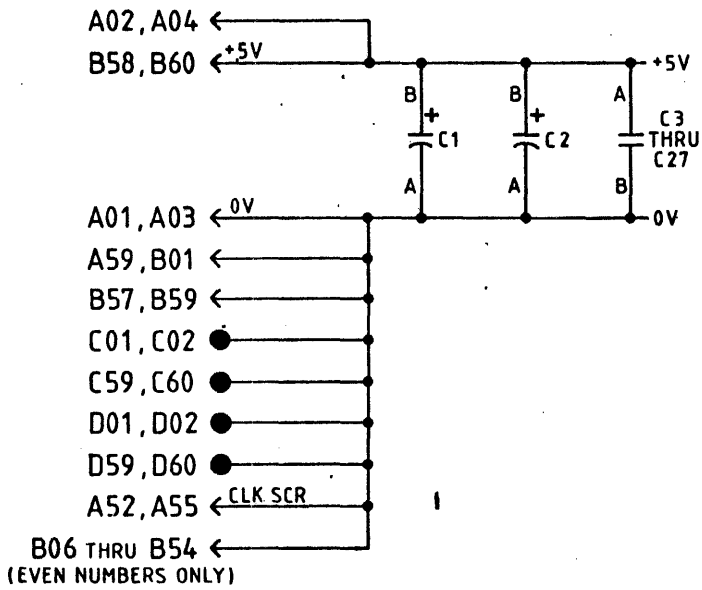 A02, A04
B58, B60 +5V +5V
B B A
+ + C3
C1 C2 THRU
C27
A A B
A01, A03 0V 0V
A59, B01
B57, B59
C01, C02
C59, C60
D01, D02
D59, D60
A52, A55 CLK SCR
B06 THRU B54
(EVEN NUMBERS ONLY)